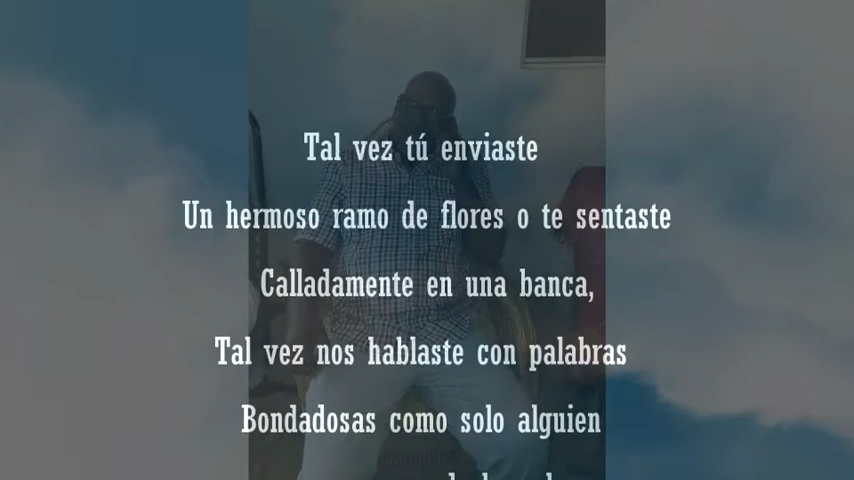 Tal vez tú enviaste
Un hermoso ramo de flores o te sentaste
Calladamente en una banca,
Tal vez nos hablaste con palabras
Bondadosas como solo alguien